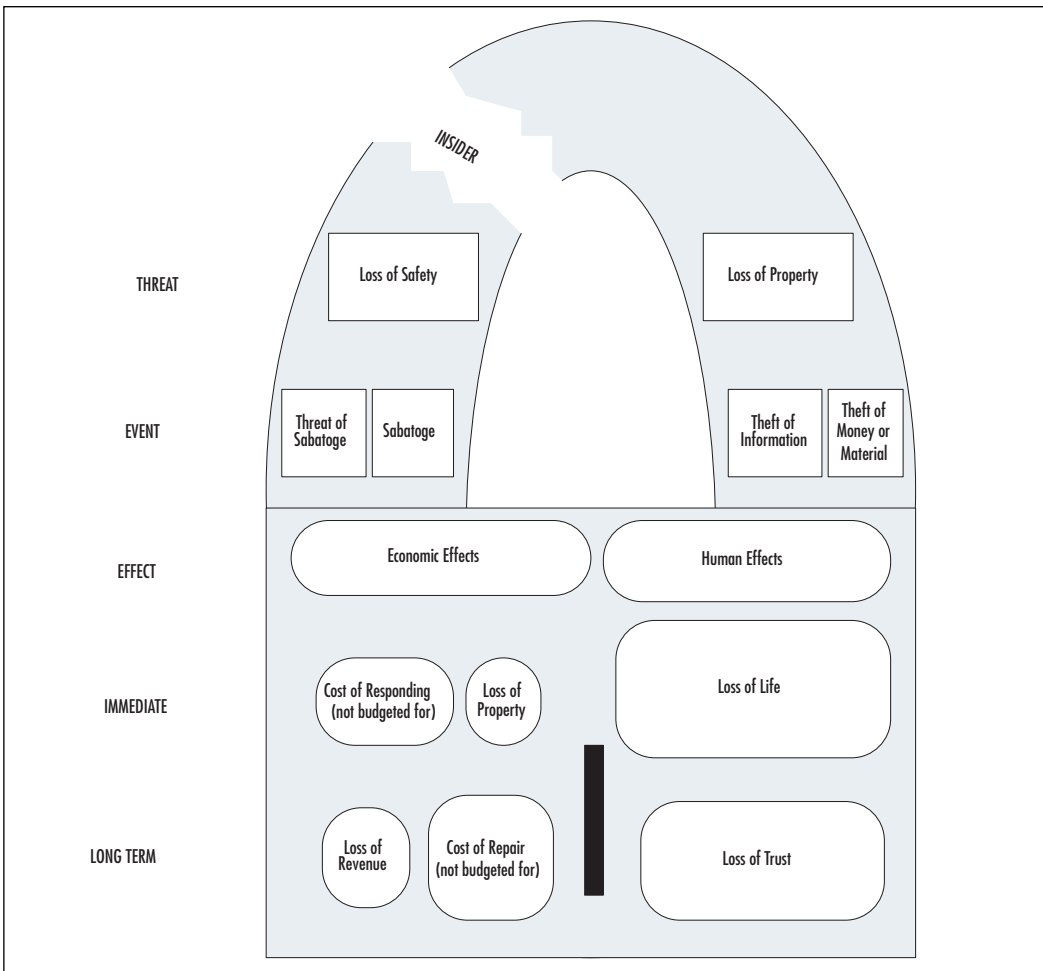 INSIDER
THREAT
Loss of Safety
Loss of Property
EVENT
Threat of
Sabatoge
Sabatoge
Theft of
Information
Theft of
Money or
Material
EFFECT
Economic Effects
Human Effects
IMMEDIATE
Cost of Responding
(not budgeted for)
Loss of
Property
Loss of Life
LONG TERM
Loss of
Revenue
Cost of Repair
(not budgeted for)
Loss of Trust